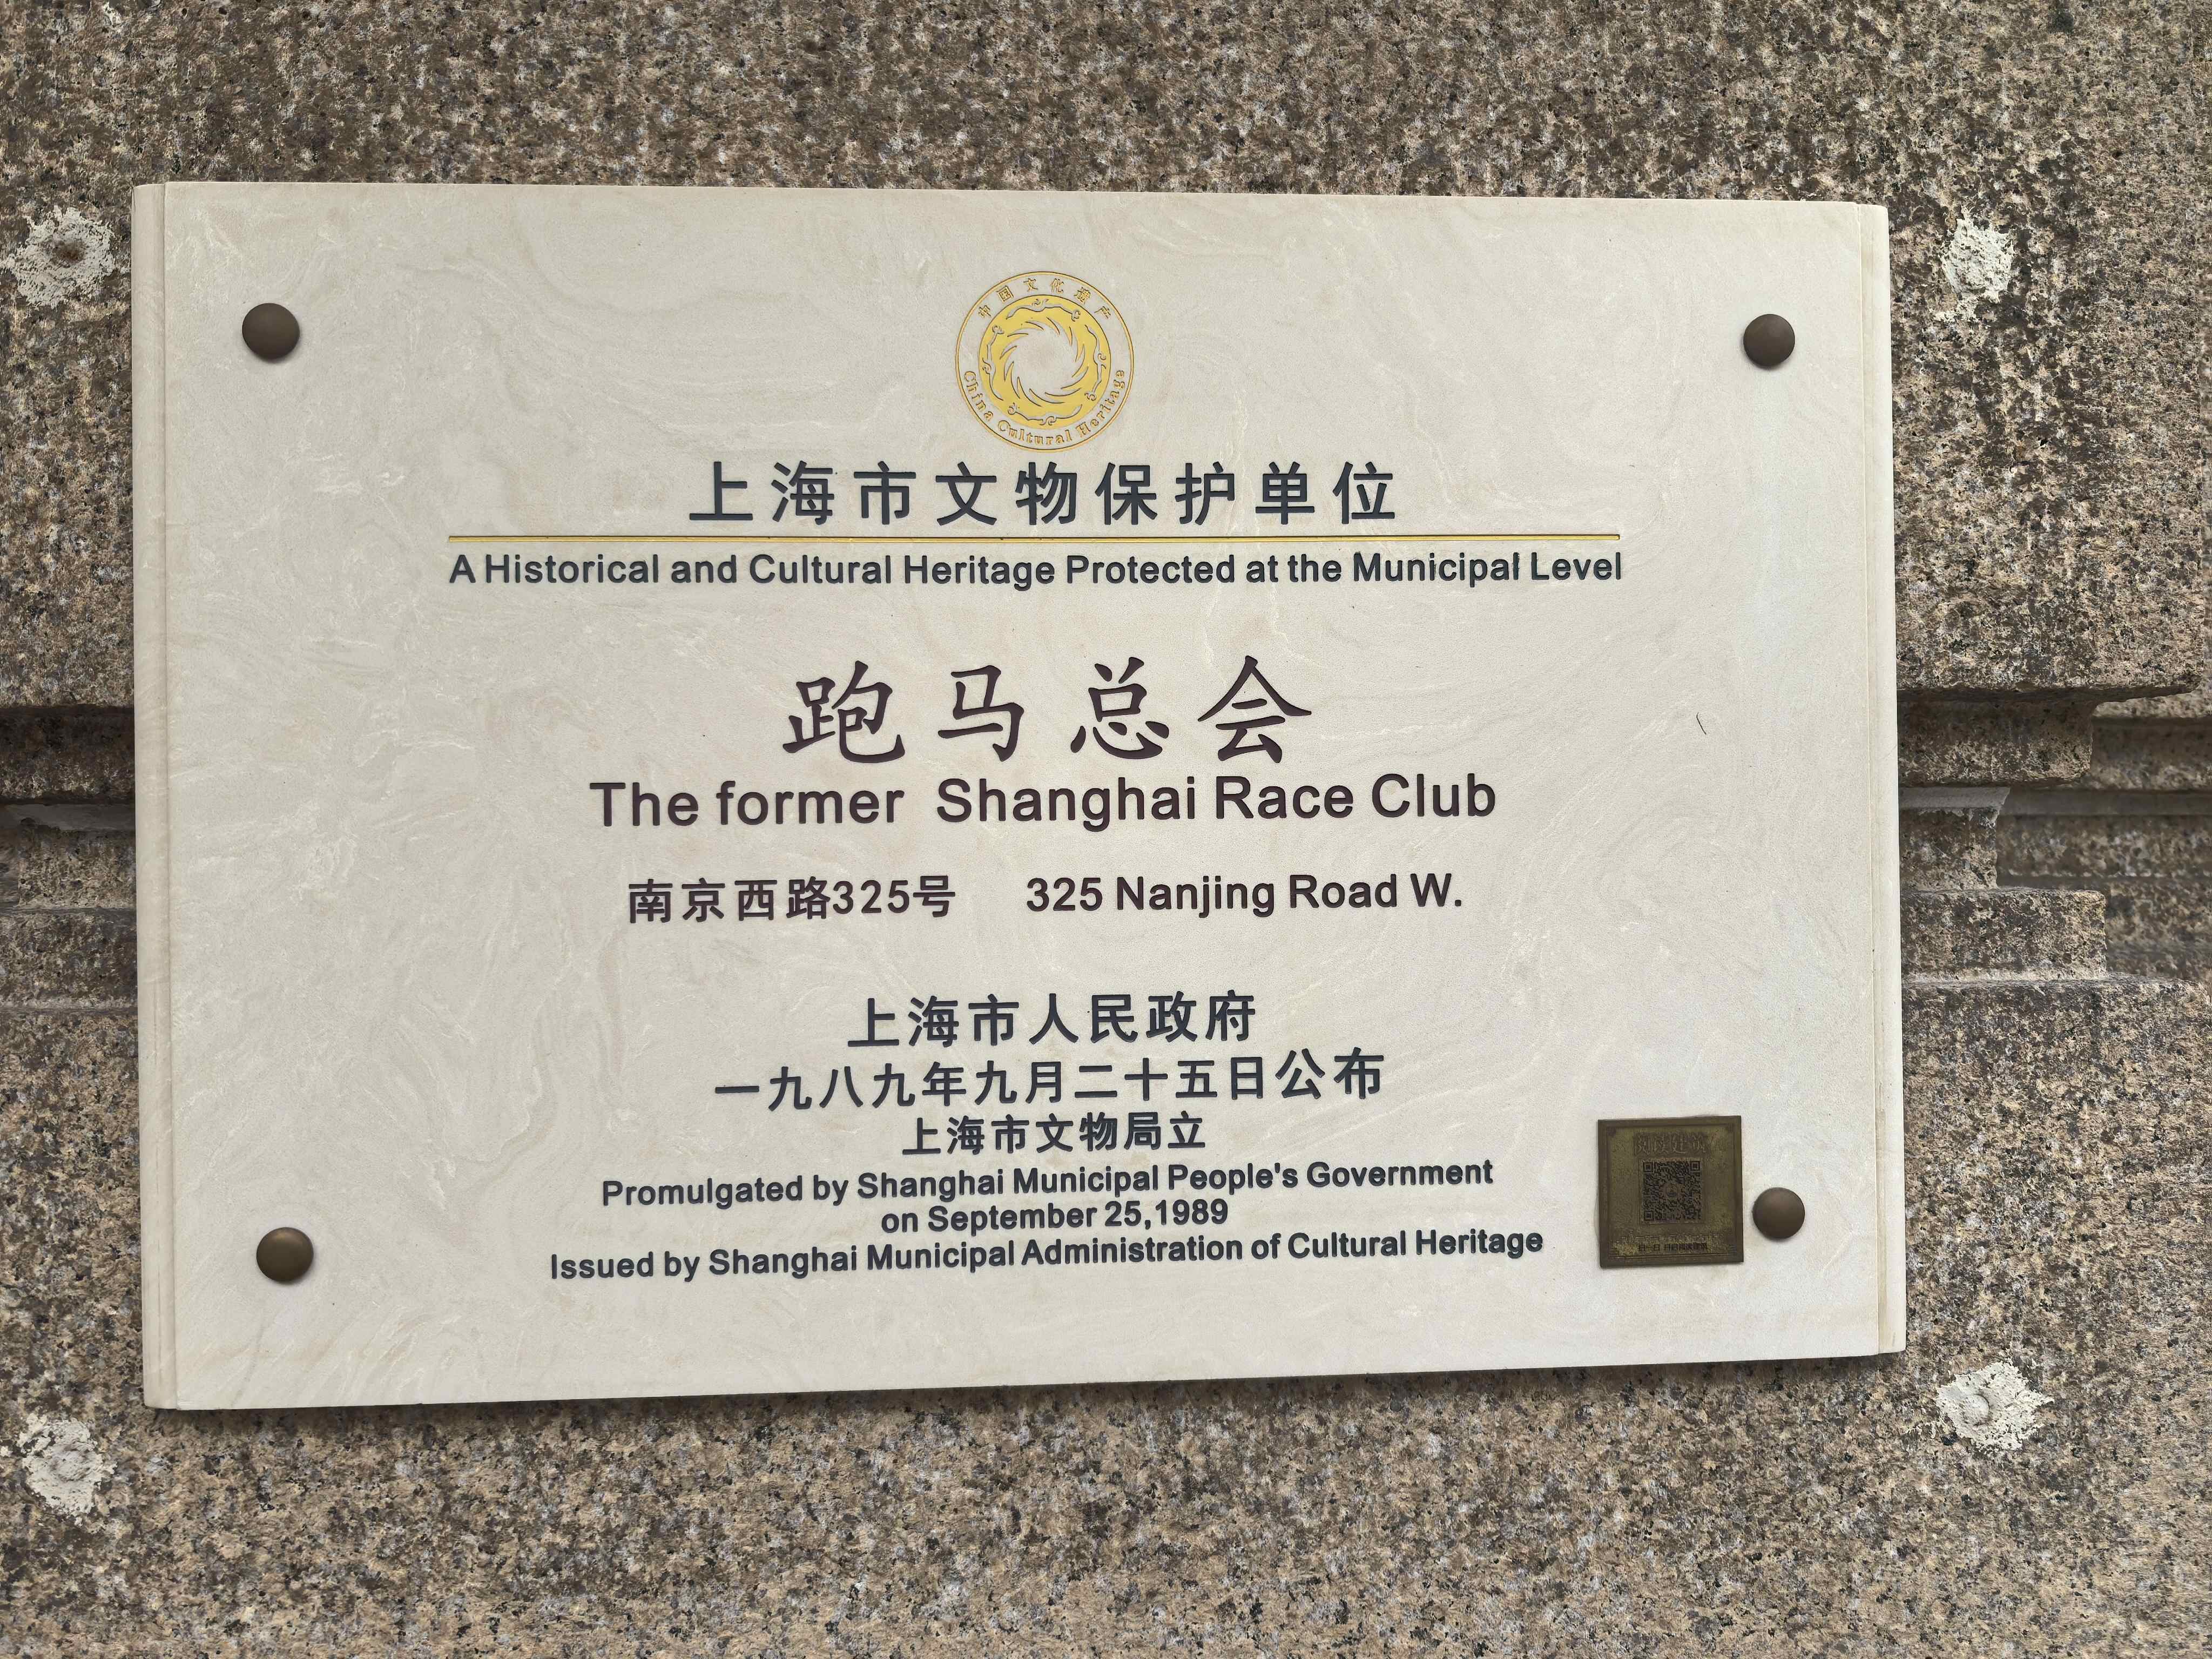 中国文化遗产
China Cultural Heritage
上海市文物保护单位
A Historical and Cultural Heritage Protected at the Municipal Level
跑马总会
The former Shanghai Race Club
南京西路325号 325 Nanjing Road W.
上海市人民政府
一九八九年九月二十五日公布
上海市文物局立
Promulgated by Shanghai Municipal People's Government
on September 25,1989
Issued by Shanghai Municipal Administration of Cultural Heritage